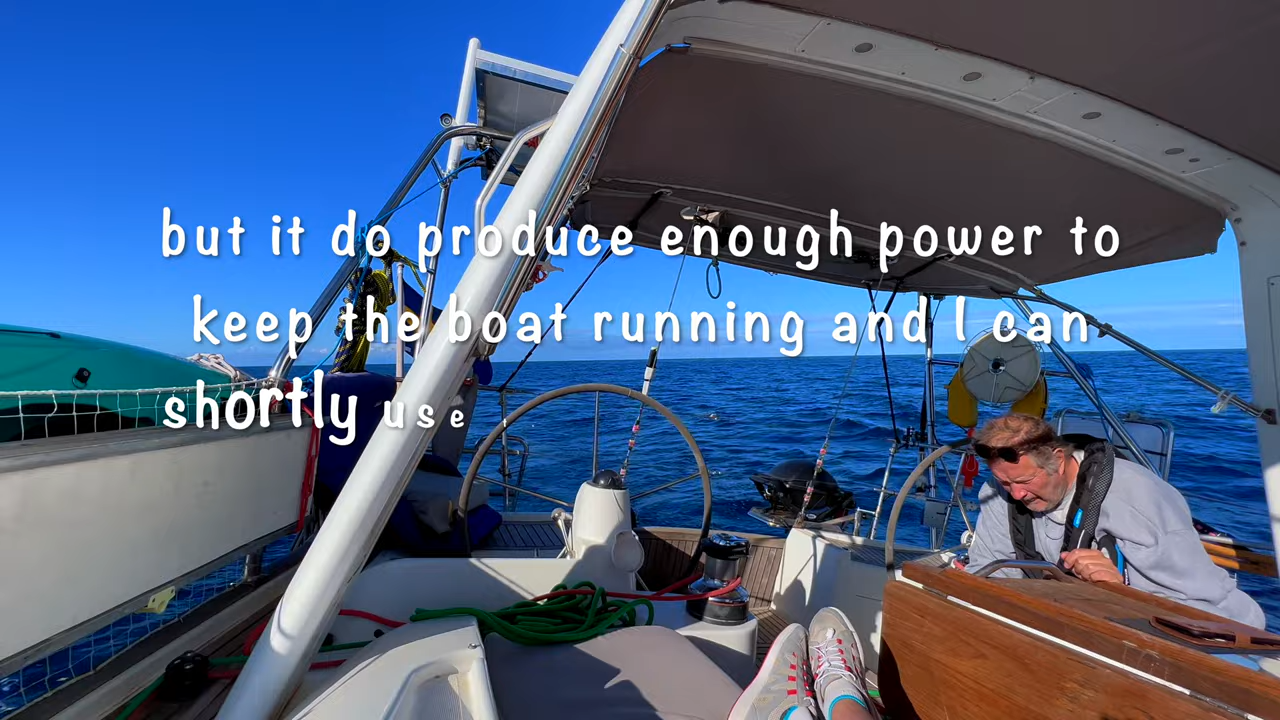 but it do produce enough power to
keep the boat running and I can
shortly use